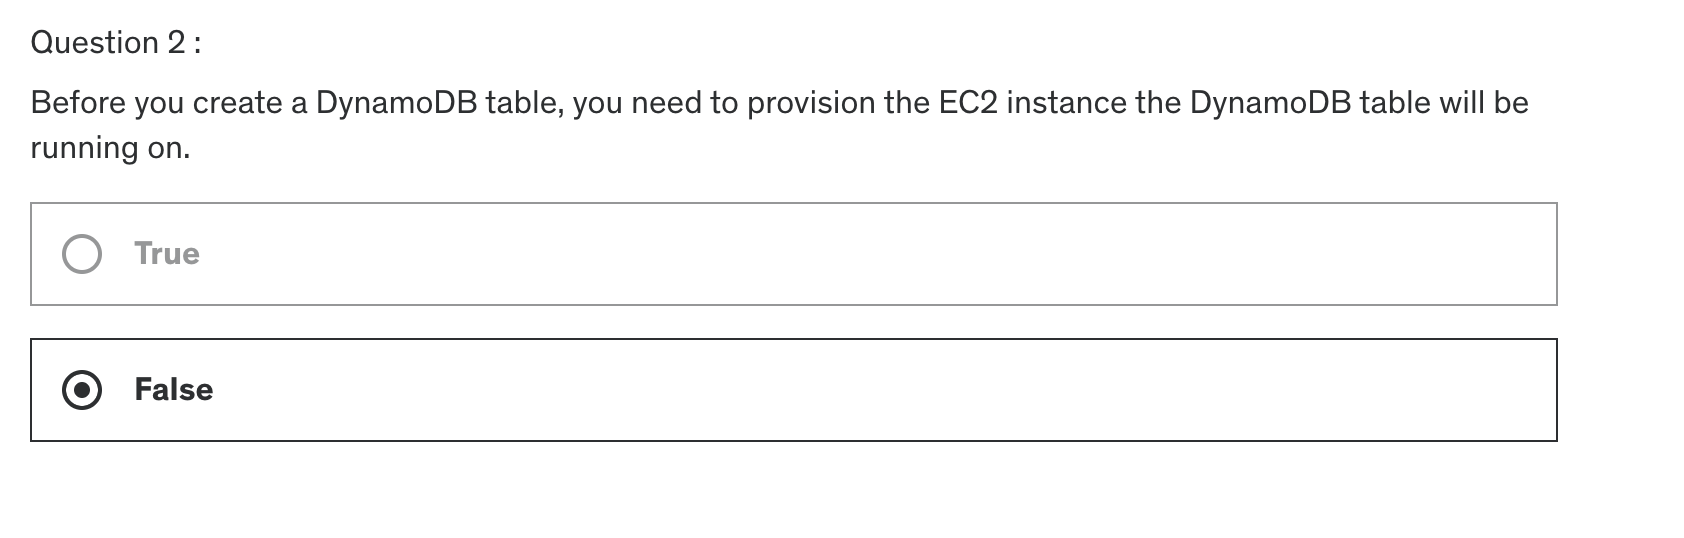 Question 2 :
Before you create a DynamoDB table, you need to provision the EC2 instance the DynamoDB table will be
running on.
True
False